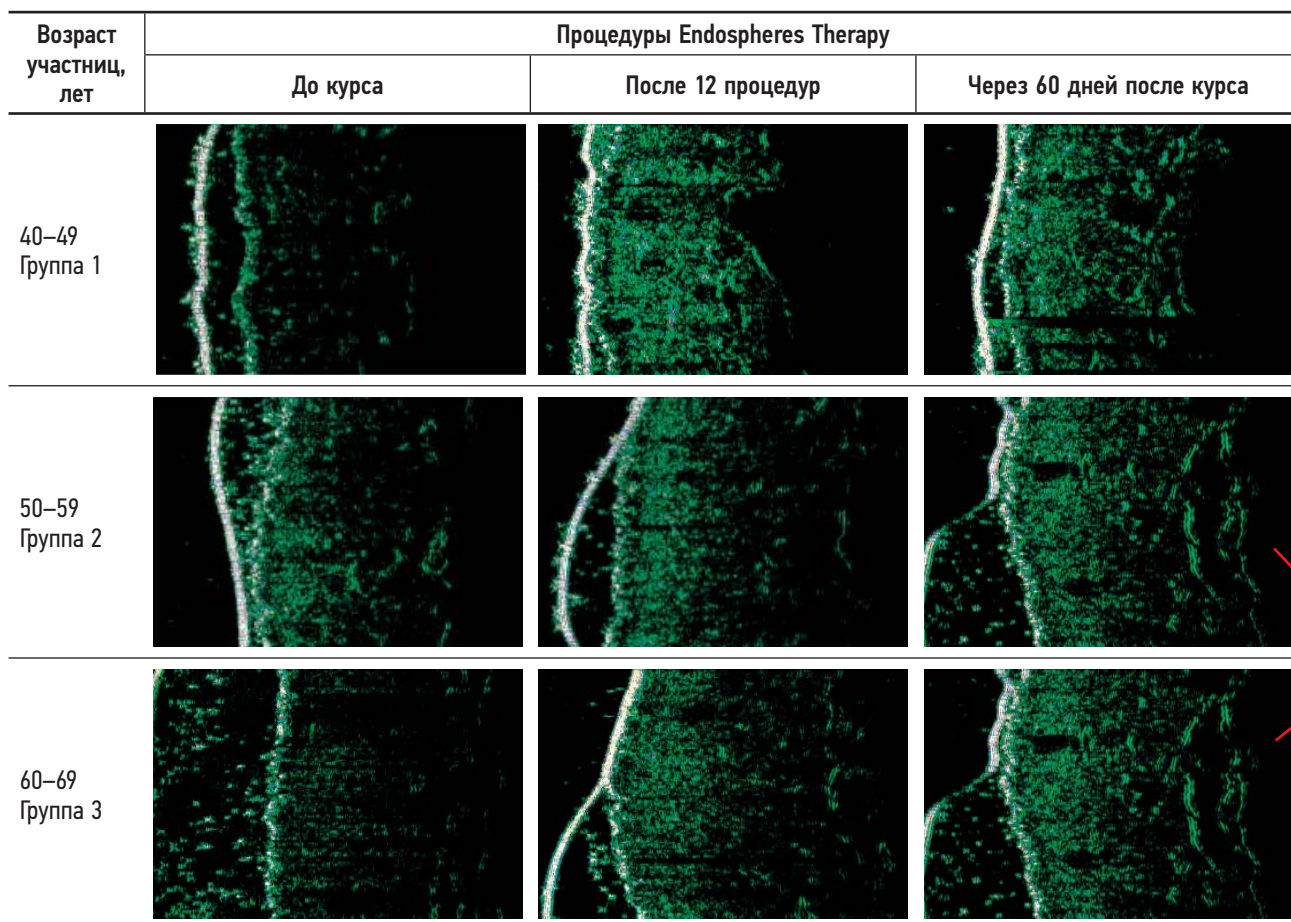 Возраст
участниц,
лет
Процедуры Endospheres Therapy
До курса
После 12 процедур
Через 60 дней после курса
40–49
Группа 1
50–59
Группа 2
60–69
Группа 3